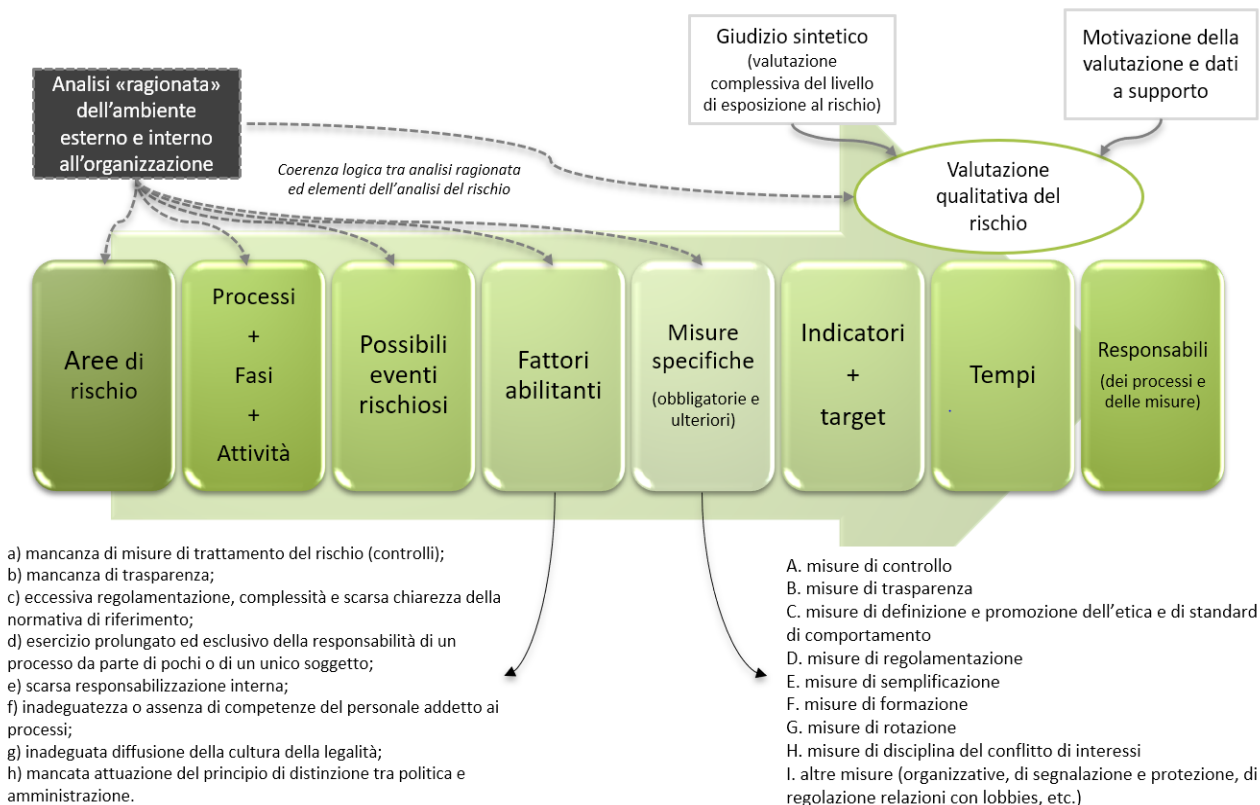 Giudizio sintetico
(valutazione
complessiva del livello
di esposizione al rischio)
Motivazione della
valutazione e dati
a supporto
Analisi «ragionata»
dell'ambiente
esterno e interno
all'organizzazione
Coerenza logica tra analisi ragionata
ed elementi dell'analisi del rischio
Valutazione
qualitativa del
rischio
Aree di
rischio
Processi
+
Fasi
+
Attività
Possibili
eventi
rischiosi
Fattori
abilitanti
Misure
specifiche
(obbligatorie e
ulteriori)
Indicatori
+
target
Tempi
Responsabili
(dei processi e
delle misure)
a) mancanza di misure di trattamento del rischio (controlli);
b) mancanza di trasparenza;
c) eccessiva regolamentazione, complessità e scarsa chiarezza della
normativa di riferimento;
d) esercizio prolungato ed esclusivo della responsabilità di un
processo da parte di pochi o di un unico soggetto;
e) scarsa responsabilizzazione interna;
f) inadeguatezza o assenza di competenze del personale addetto ai
processi;
g) inadeguata diffusione della cultura della legalità;
h) mancata attuazione del principio di distinzione tra politica e
amministrazione.
A. misure di controllo
B. misure di trasparenza
C. misure di definizione e promozione dell'etica e di standard
di comportamento
D. misure di regolamentazione
E. misure di semplificazione
F. misure di formazione
G. misure di rotazione
H. misure di disciplina del conflitto di interessi
I. altre misure (organizzative, di segnalazione e protezione, di
regolazione relazioni con lobbies, etc.)